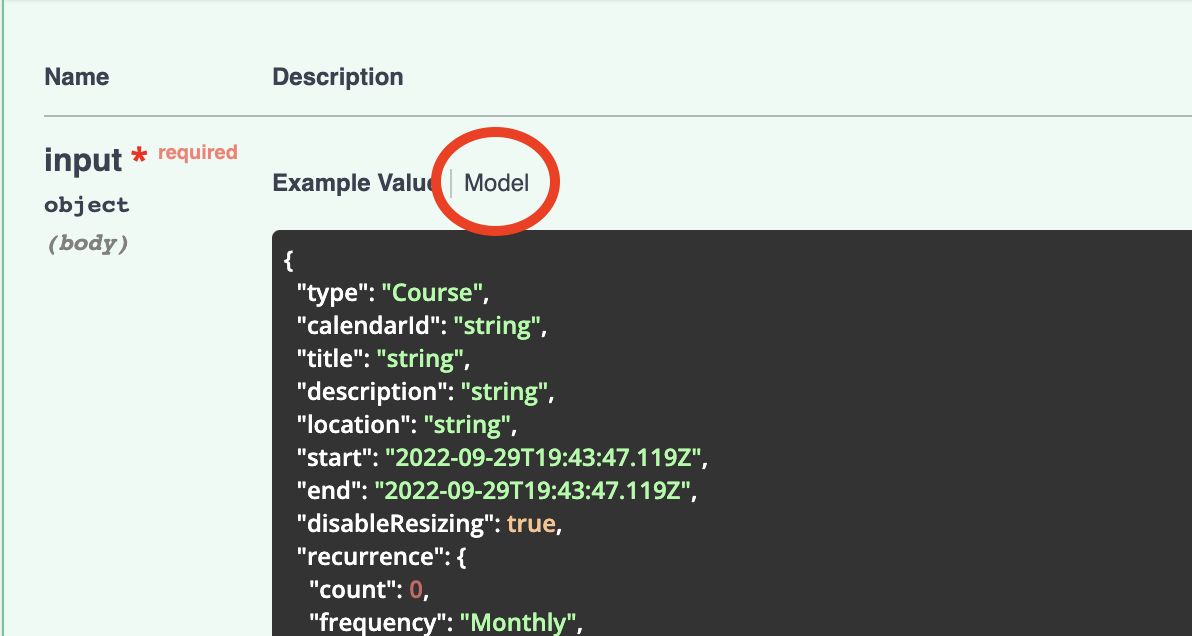 Name Description
input * required
object
(body)
Example Value Model
{
"type": "Course",
"calendarId": "string",
"title": "string",
"description": "string",
"location": "string",
"start": "2022-09-29T19:43:47.119Z",
"end": "2022-09-29T19:43:47.119Z",
"disableResizing": true,
"recurrence": {
"count": 0,
"frequency": "Monthly",